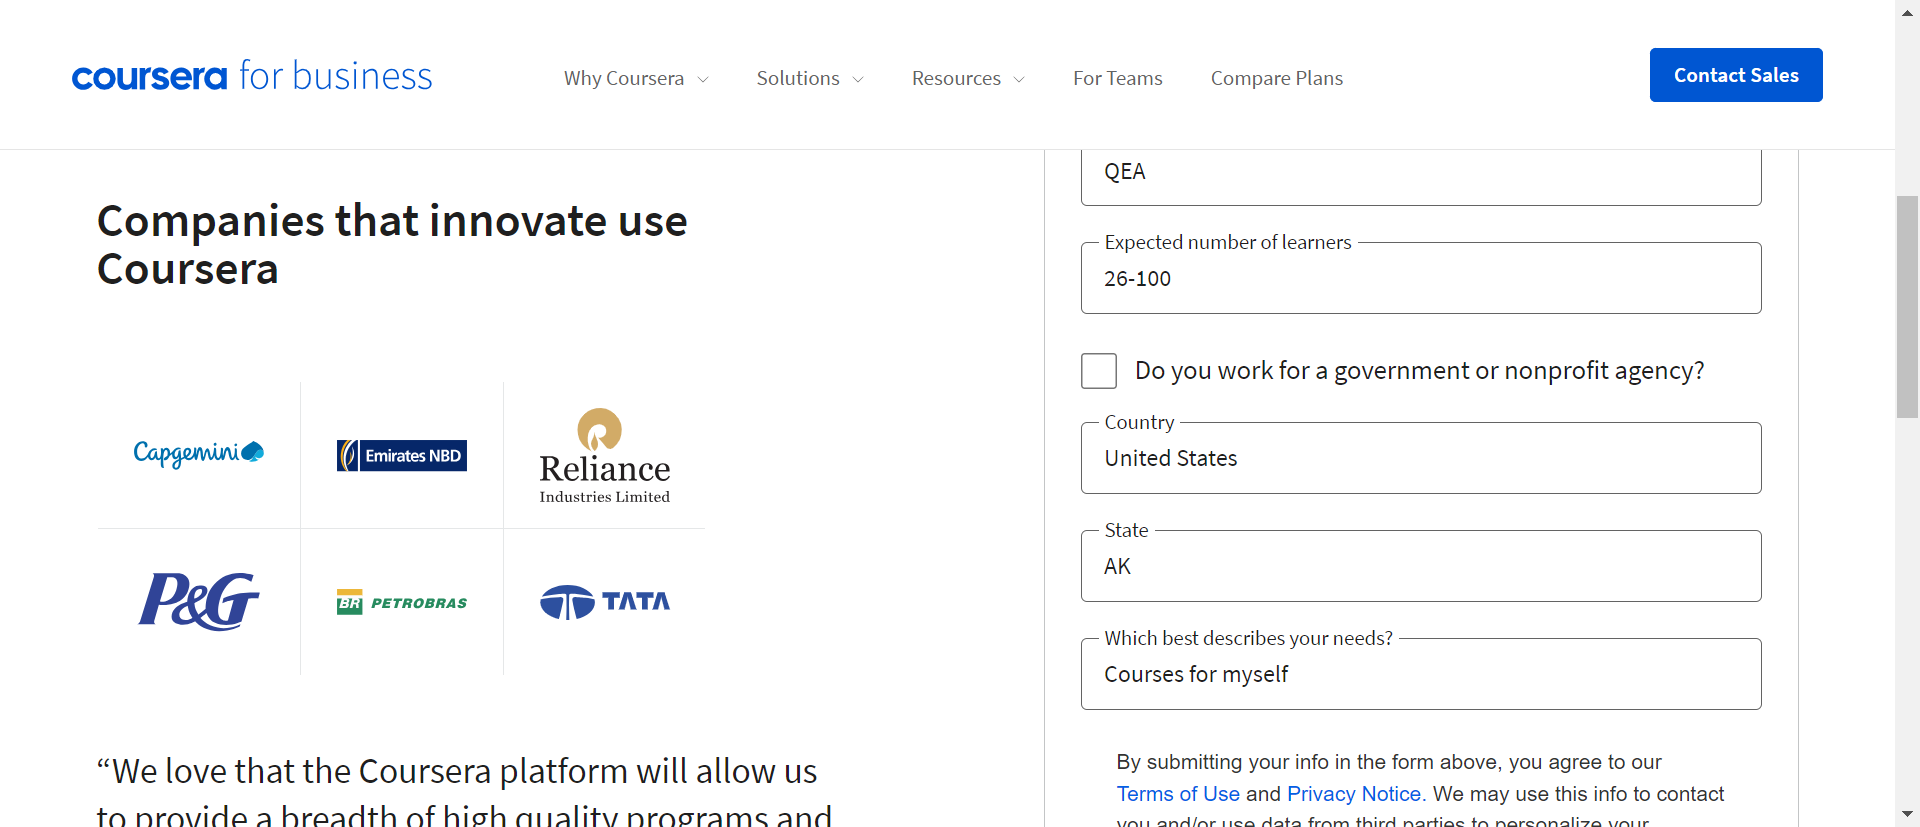 coursera for business
Why Coursera
Solutions
Resources
For Teams
Compare Plans
Contact Sales
Companies that innovate use
Coursera
Capgemini
Emirates NBD
Reliance
Industries Limited
P&G
BR PETROBRAS
TATA
“We love that the Coursera platform will allow us
to provide a breadth of high quality programs and
QEA
Expected number of learners
26-100
Do you work for a government or nonprofit agency?
Country
United States
State
AK
Which best describes your needs?
Courses for myself
By submitting your info in the form above, you agree to our
Terms of Use and Privacy Notice. We may use this info to contact
you and/or use data from third parties to personalize your